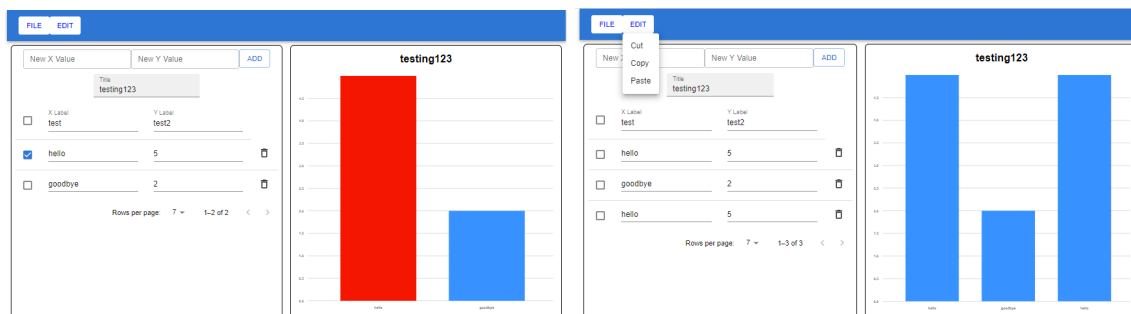 FILE EDIT
New X Value New Y Value ADD
Title
testing123
X Label Y Label
test test2
hello 5
goodbye 2
Rows per page: 7 1–2 of 2
testing123
hello goodbye
FILE EDIT
Cut
Copy
Paste
New Y Value ADD
Title
testing123
X Label Y Label
test test2
hello 5
goodbye 2
hello 5
Rows per page: 7 1–3 of 3
testing123
hello goodbye hello